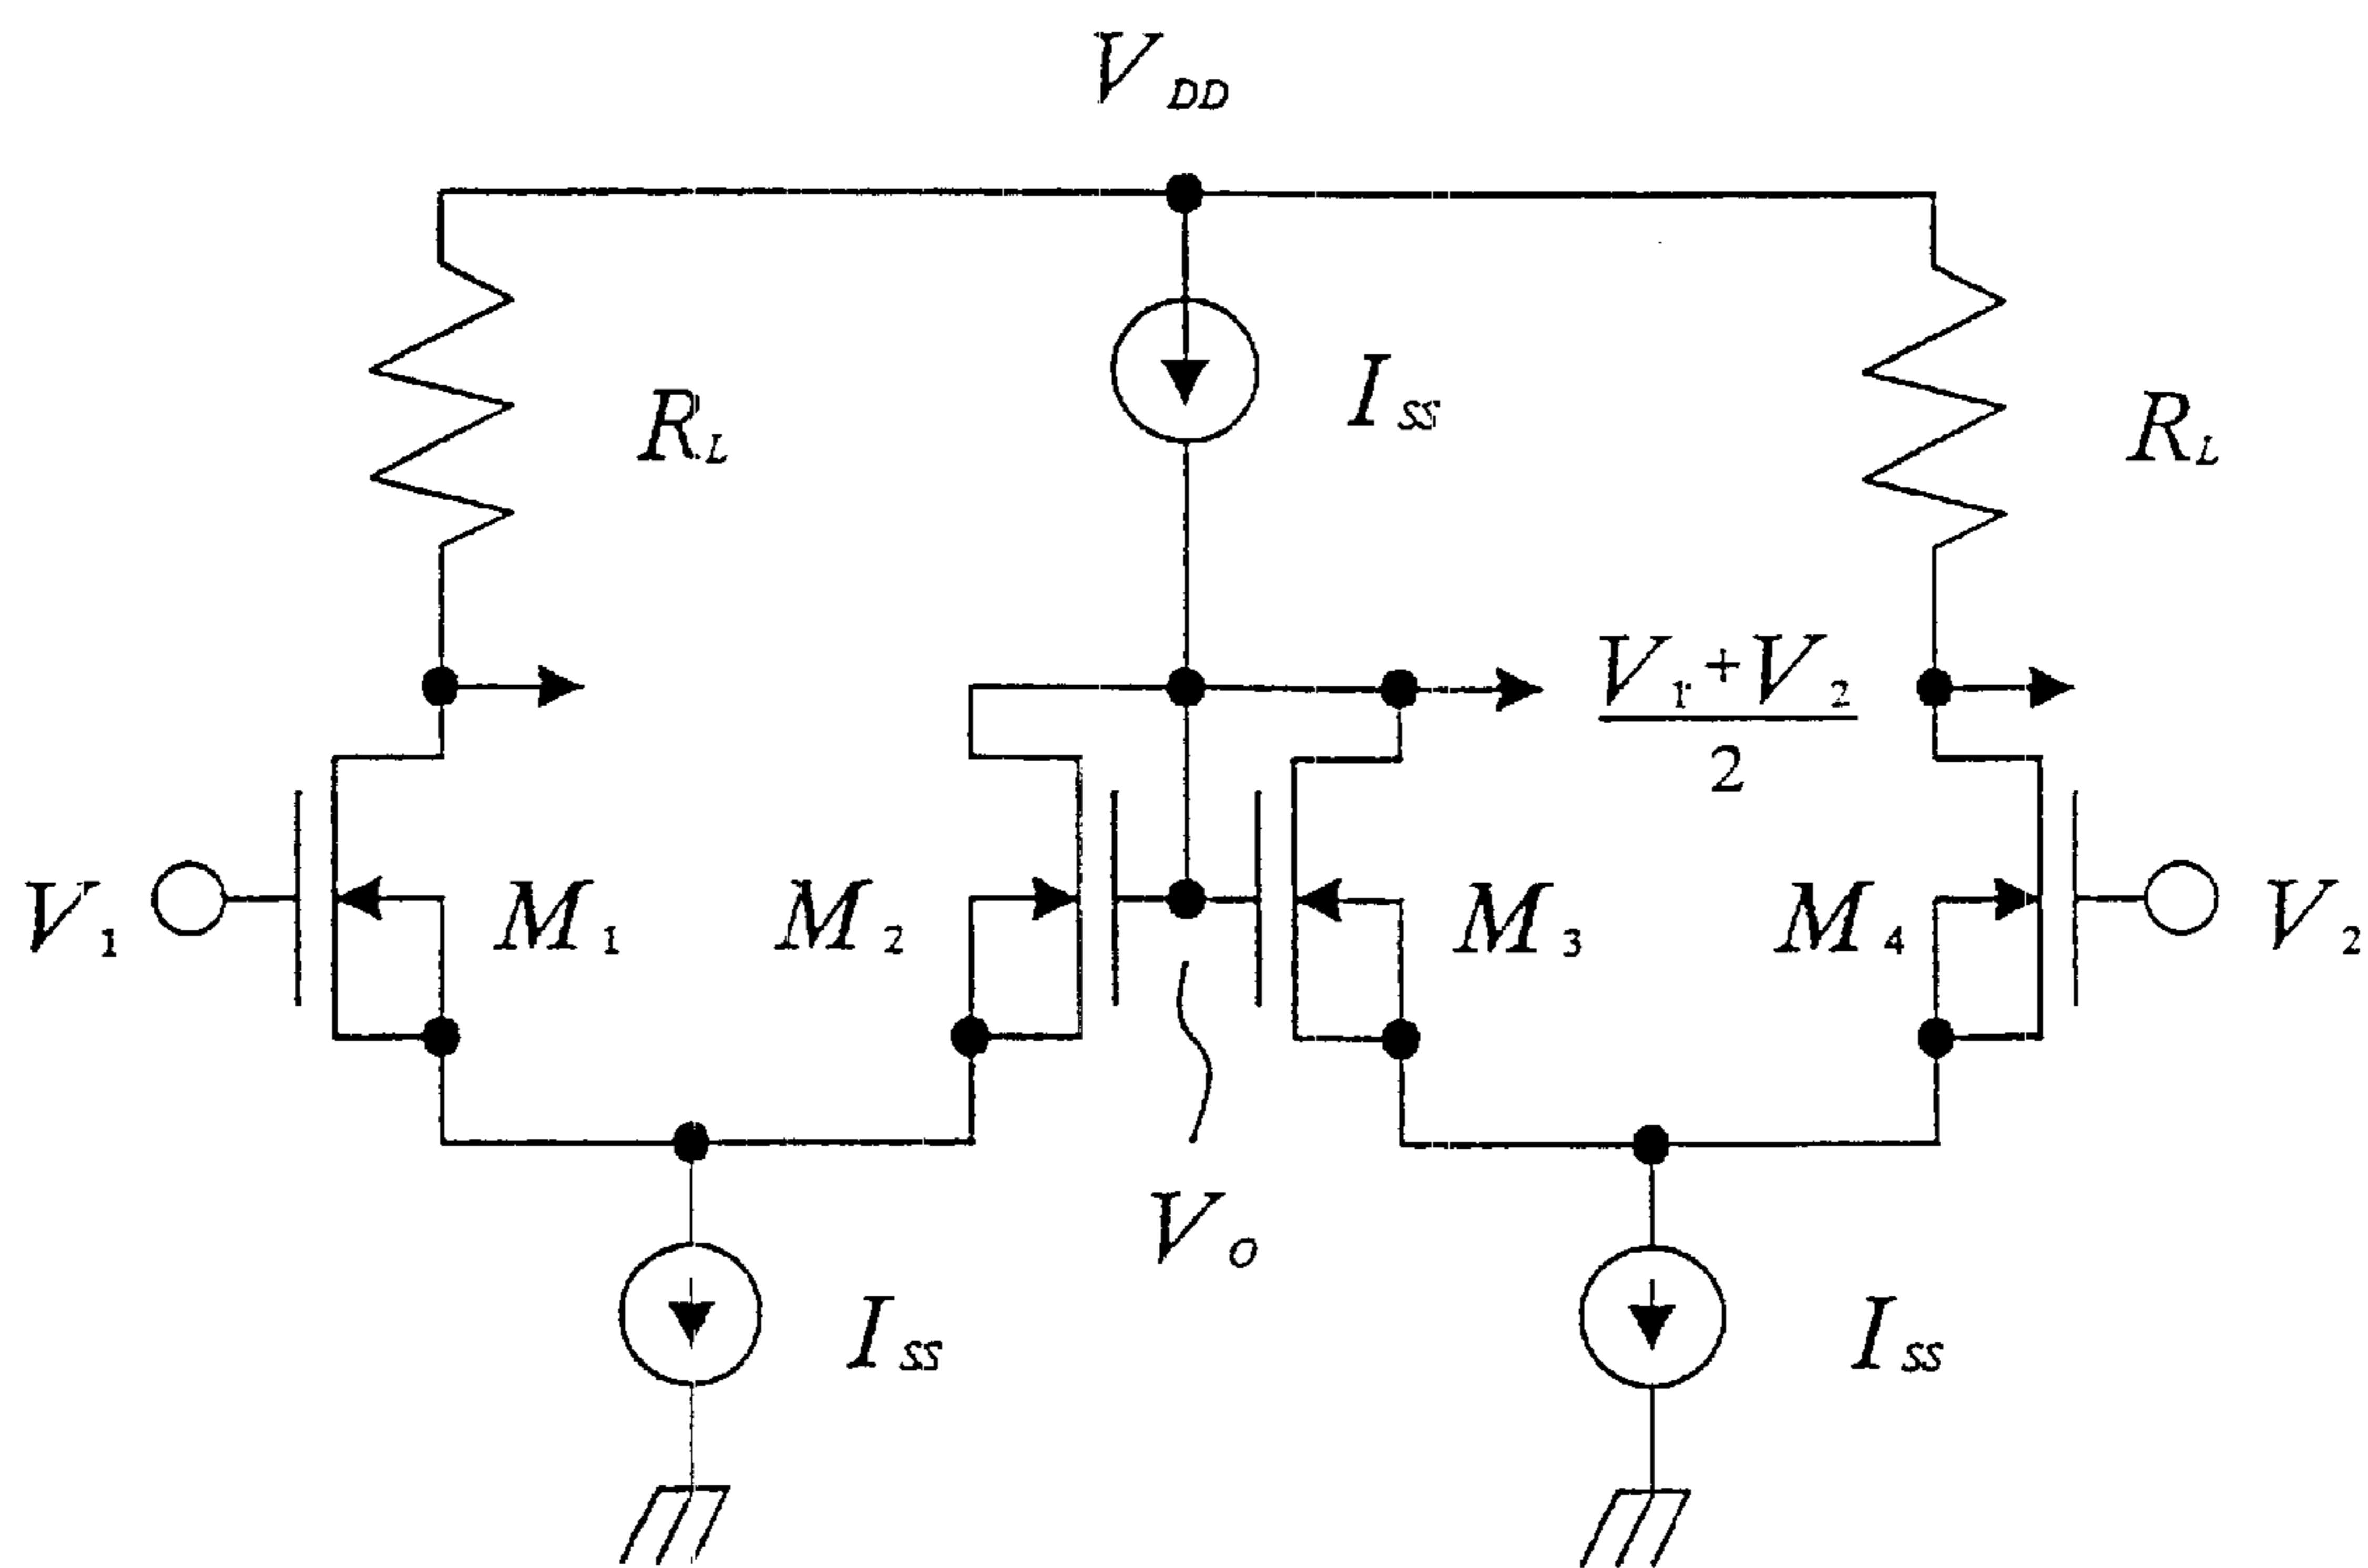 V_DD
I_SS
R_L
R_L
V_1+V_2
2
V_1
M_1
M_2
M_3
M_4
V_2
V_O
I_SS
I_SS